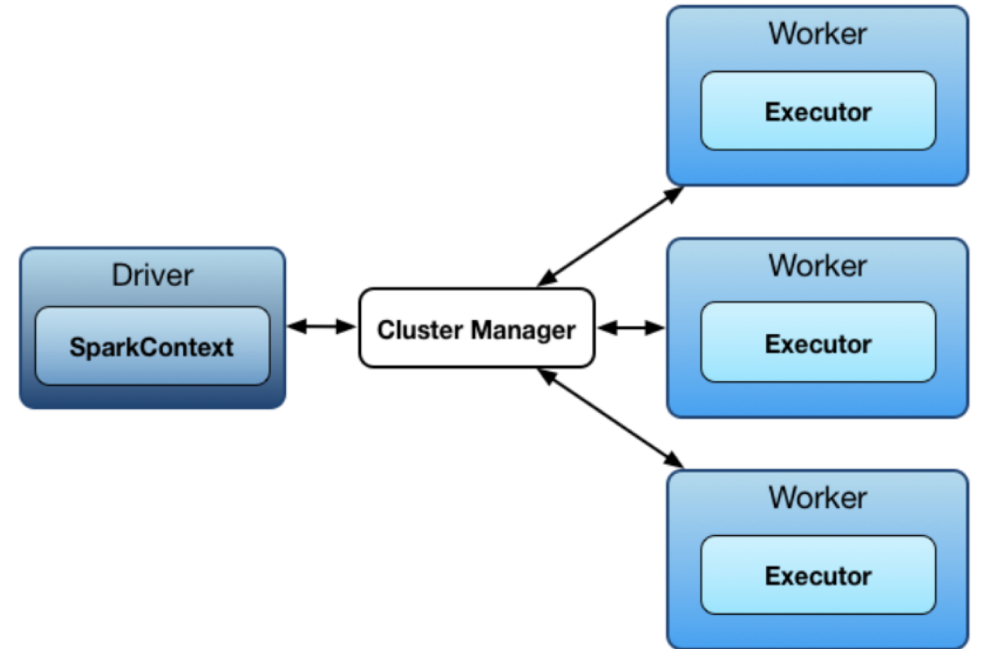 Driver
SparkContext
Cluster Manager
Worker
Executor
Worker
Executor
Worker
Executor